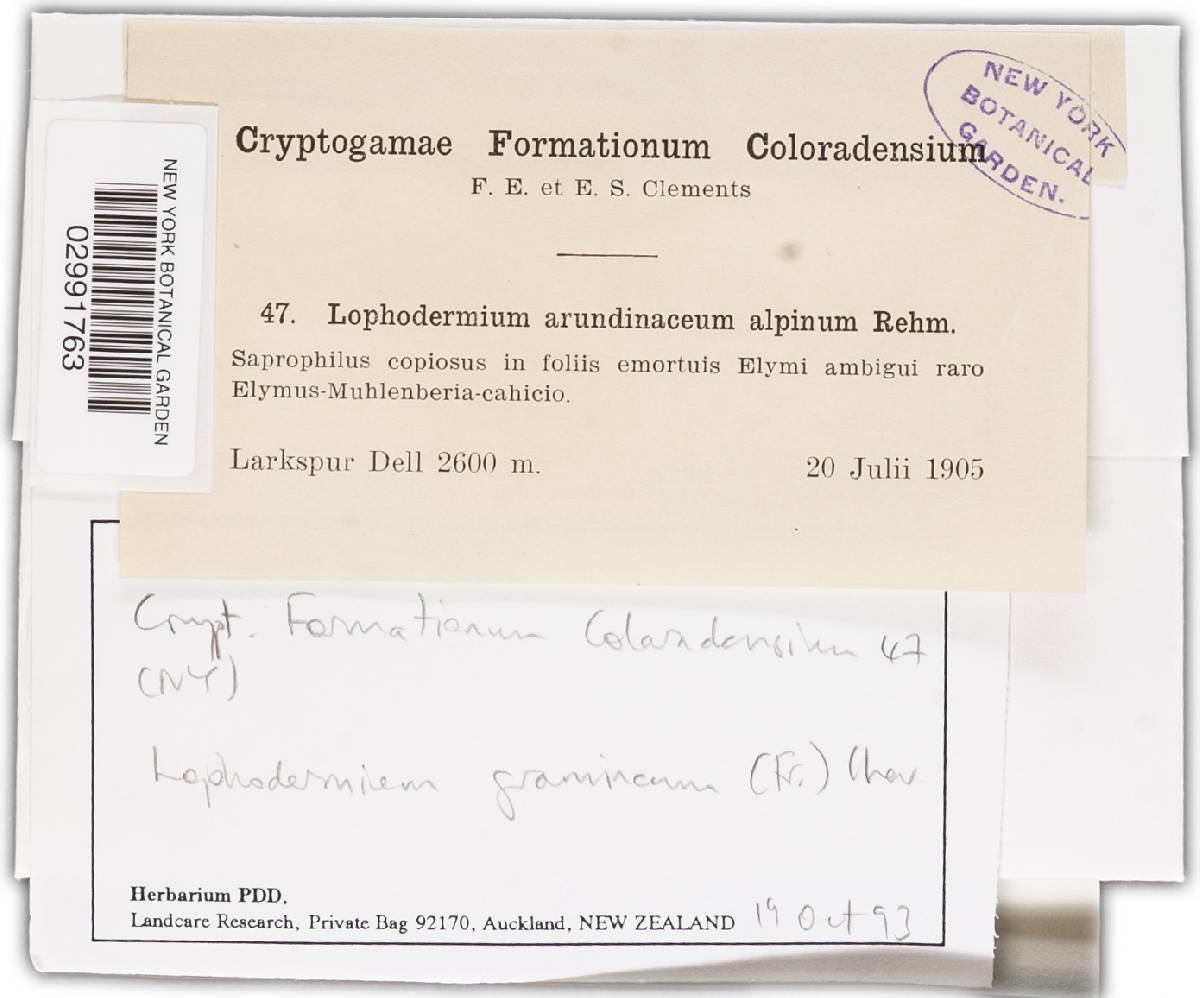 NEW YORK
BOTANICAL
GARDEN.
Cryptogamae Formationum Coloradensium
F. E. et E. S. Clements
47. Lophodermium arundinaceum alpinum Rehm.
Saprophilus copiosus in foliis emortuis Elymi ambigui raro
Elymus-Muhlenberia-cahicio.
Larkspur Dell 2600 m. 20 Julii 1905
NEW YORK BOTANICAL GARDEN
02991763
Crypt. Formationum Coloradensium 47
(NY)
Lophodermium gramineum (Fr.) Chev
Herbarium PDD,
Landcare Research, Private Bag 92170, Auckland, NEW ZEALAND 19 Oct 93